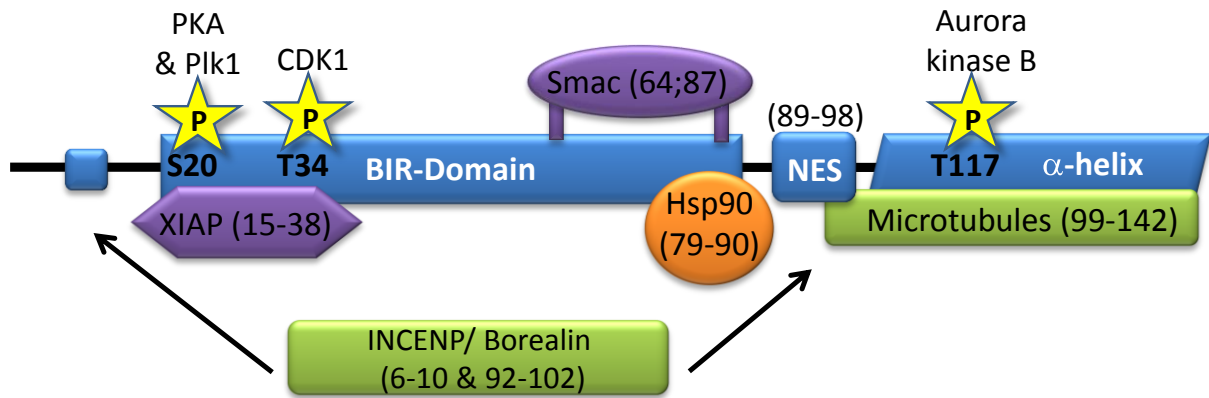 PKA
& Plk1
CDK1
Aurora
kinase B
Smac (64;87)
(89-98)
P
P
P
S20
T34
BIR-Domain
NES
T117
α-helix
XIAP (15-38)
Hsp90
(79-90)
Microtubules (99-142)
INCENP/ Borealin
(6-10 & 92-102)